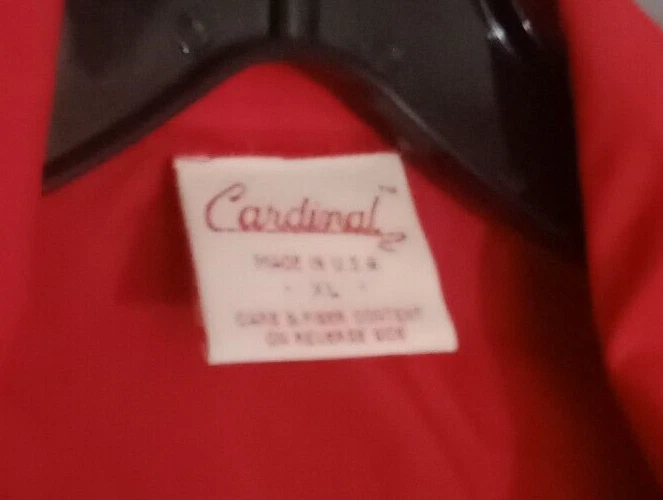 Cardinal™
MADE IN U.S.A.
XL
CARE & FIBER CONTENT
ON REVERSE SIDE